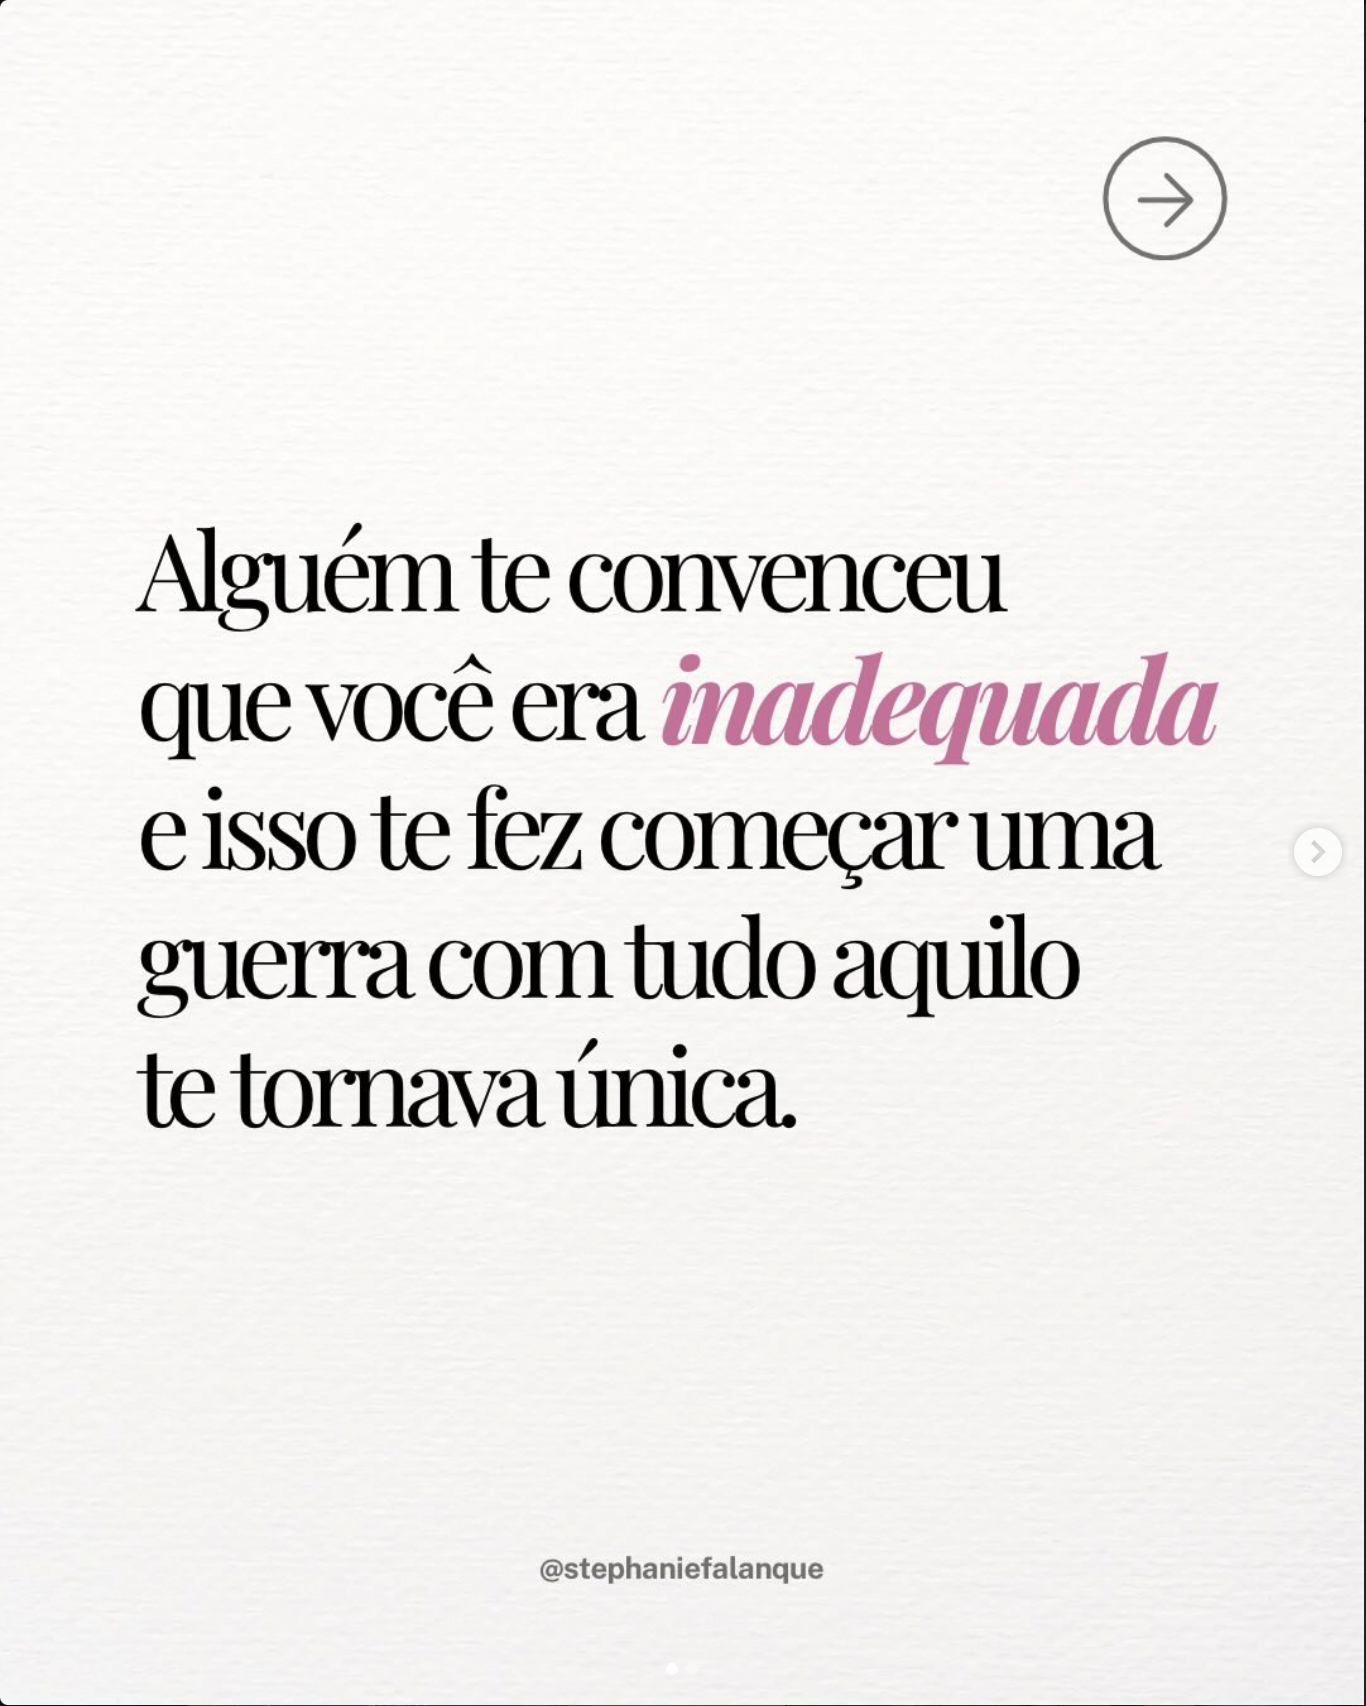 Alguém te convenceu
que você era inadequada
e isso te fez começar uma
guerra com tudo aquilo
te tornava única.
@stephaniefalanque